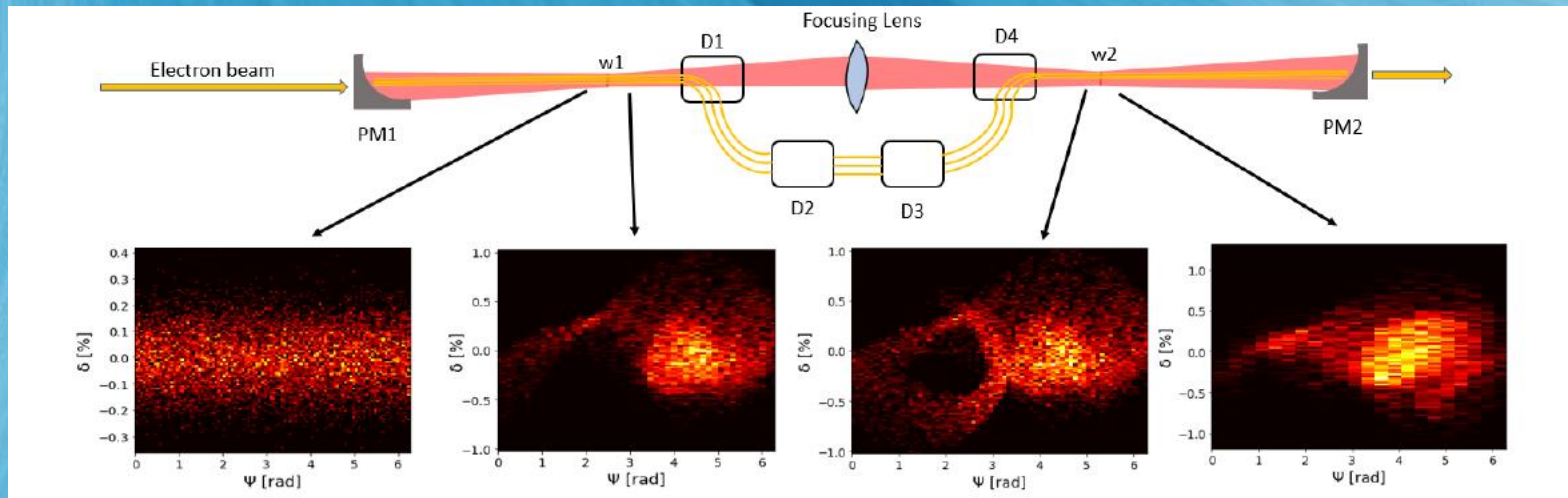 Focusing Lens
D1
D4
w1
w2
Electron beam
PM1
PM2
D2
D3
0.4
0.3
0.2
0.1
0.0
−0.1
−0.2
−0.3
δ [%]
0 1 2 3 4 5 6
Ψ [rad]
1.0
0.5
0.0
−0.5
−1.0
δ [%]
0 1 2 3 4 5 6
Ψ [rad]
1.0
0.5
0.0
−0.5
−1.0
δ [%]
0 1 2 3 4 5 6
Ψ [rad]
1.0
0.5
0.0
−0.5
−1.0
δ [%]
0 1 2 3 4 5 6
Ψ [rad]